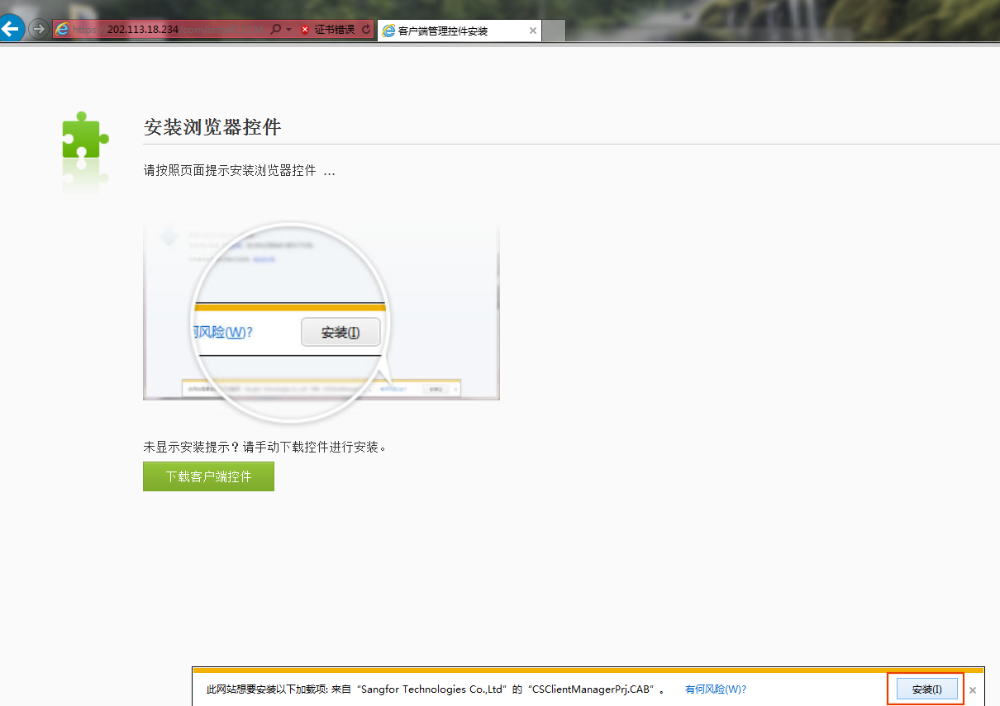 https://202.113.18.234/com/install 证书错误 客户端管理控件安装
安装浏览器控件
请按照页面提示安装浏览器控件 ...
何风险(W)? 安装(I)
未显示安装提示？请手动下载控件进行安装。
下载客户端控件
此网站想要安装以下加载项: 来自“Sangfor Technologies Co.,Ltd”的“CSClientManagerPrj.CAB”。 有何风险(W)? 安装(I)